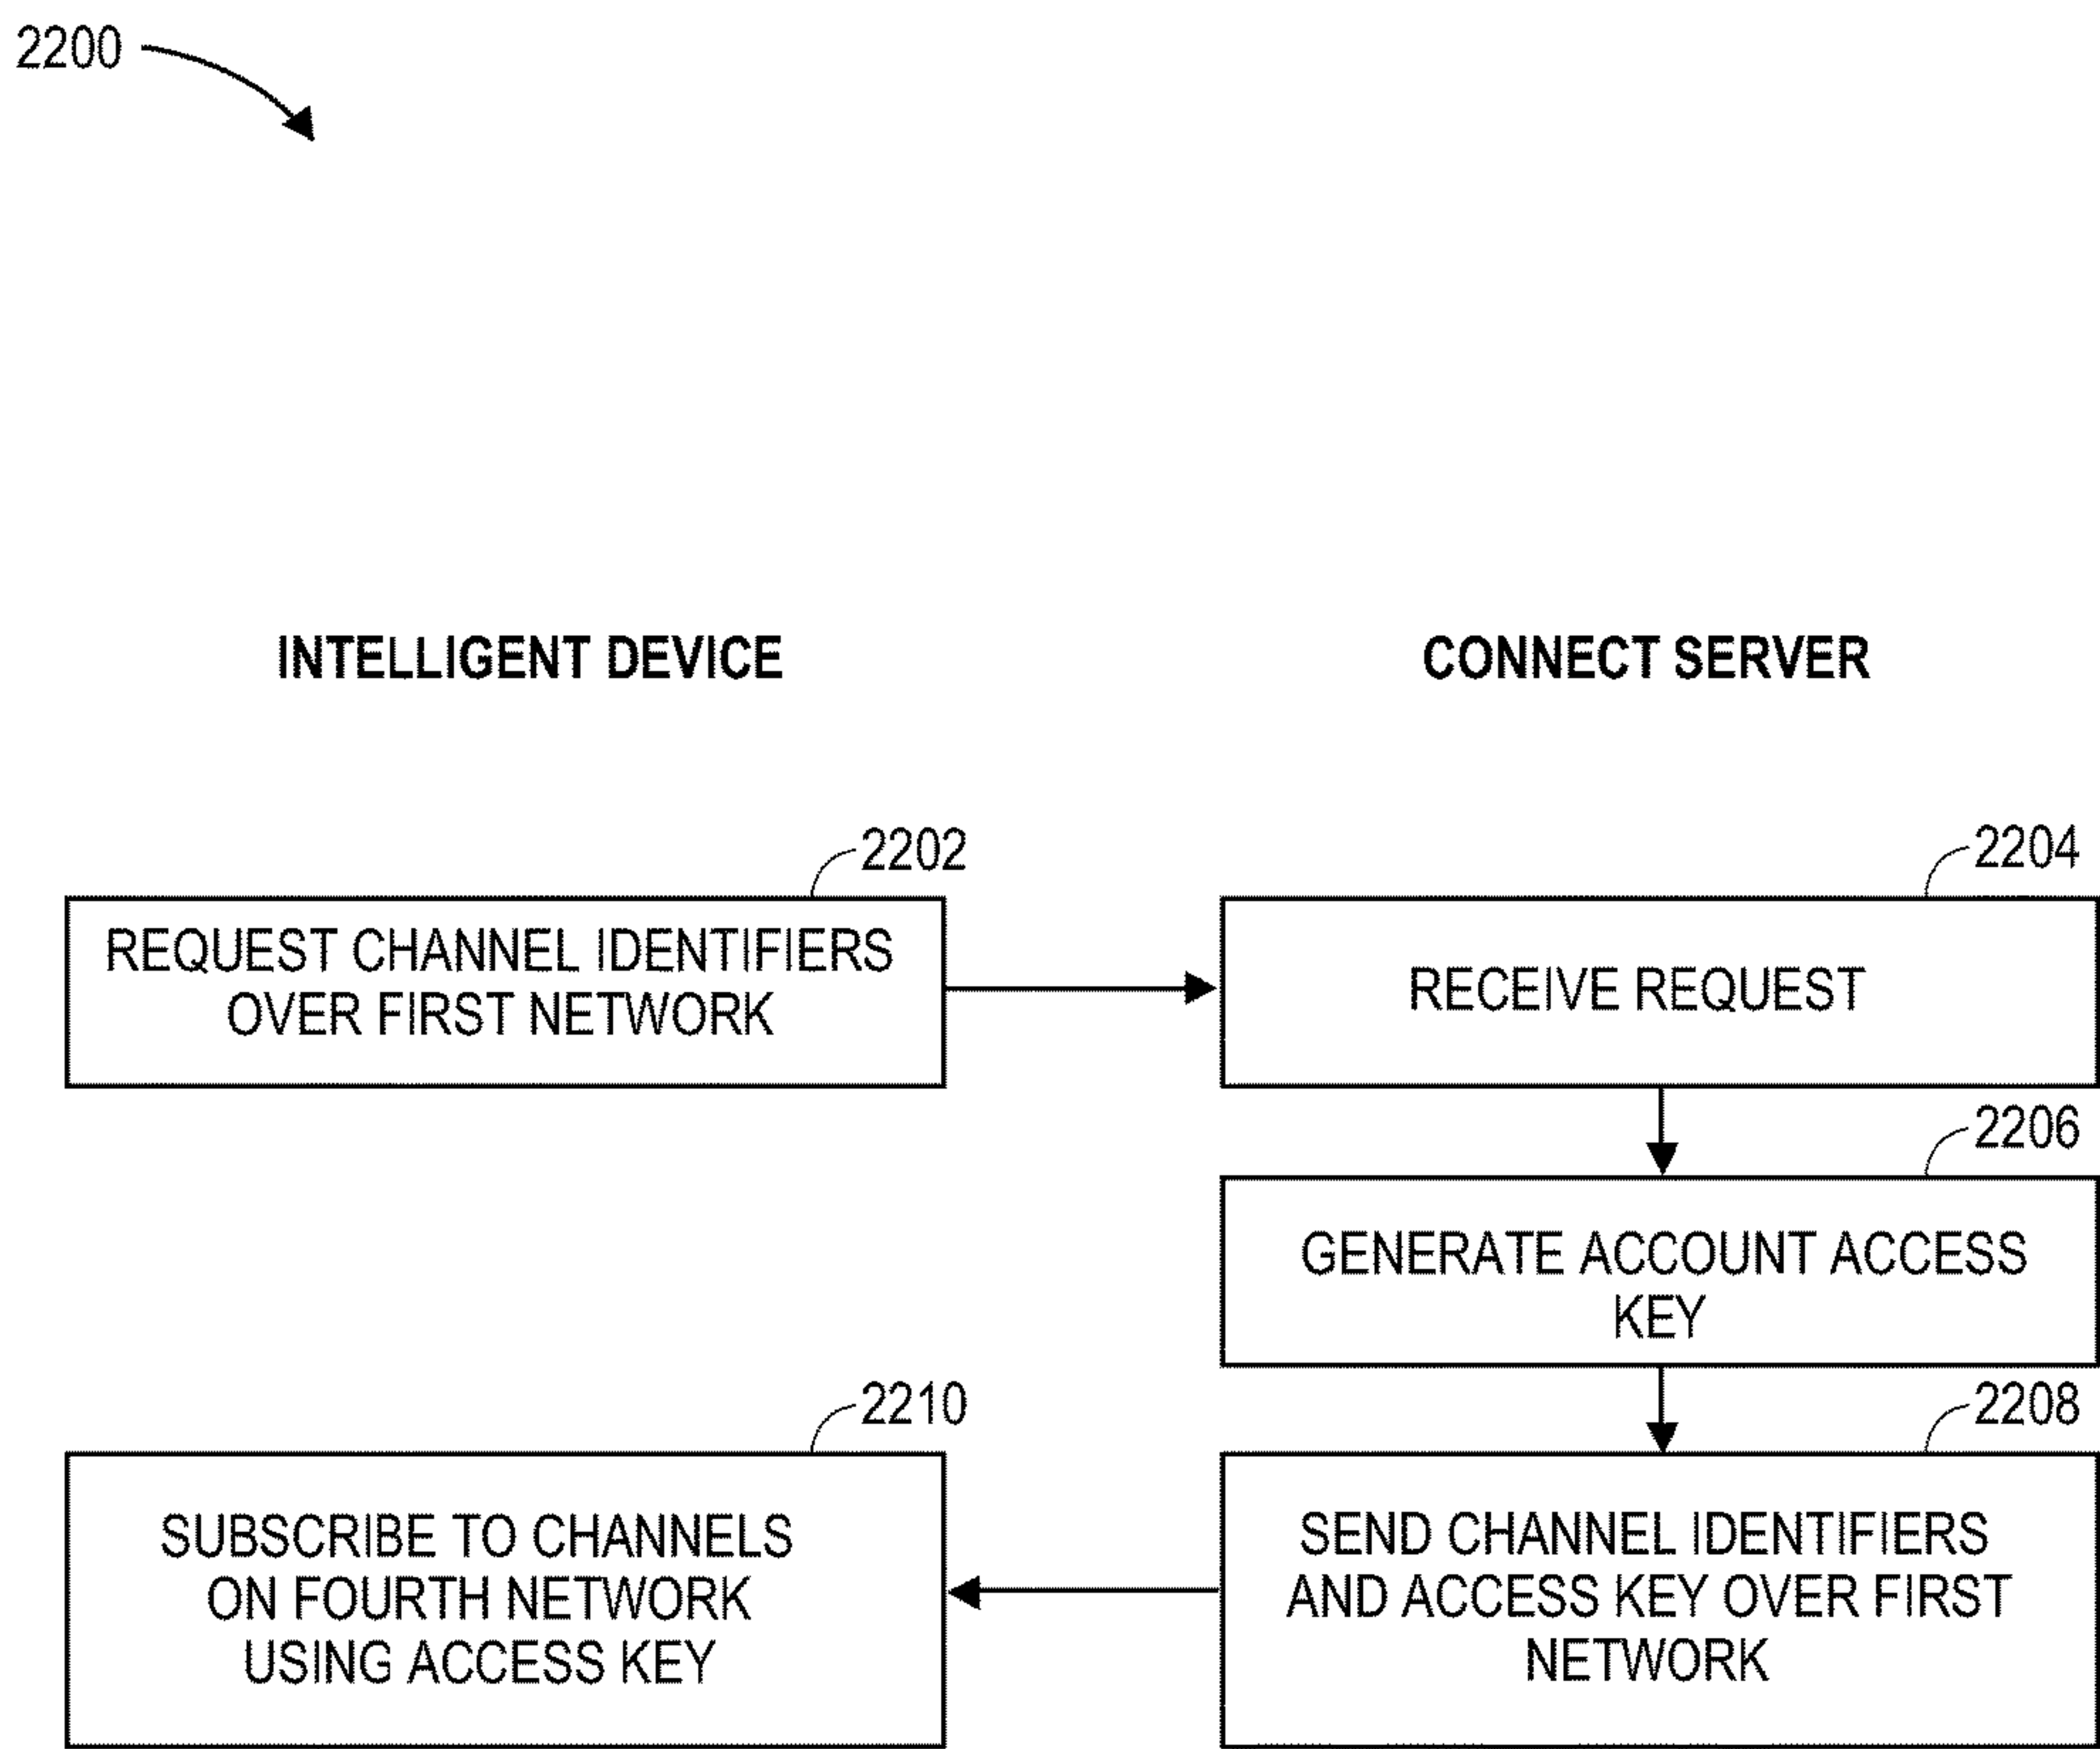 2200
INTELLIGENT DEVICE
CONNECT SERVER
2202
REQUEST CHANNEL IDENTIFIERS
OVER FIRST NETWORK
2204
RECEIVE REQUEST
2206
GENERATE ACCOUNT ACCESS
KEY
2208
SEND CHANNEL IDENTIFIERS
AND ACCESS KEY OVER FIRST
NETWORK
2210
SUBSCRIBE TO CHANNELS
ON FOURTH NETWORK
USING ACCESS KEY